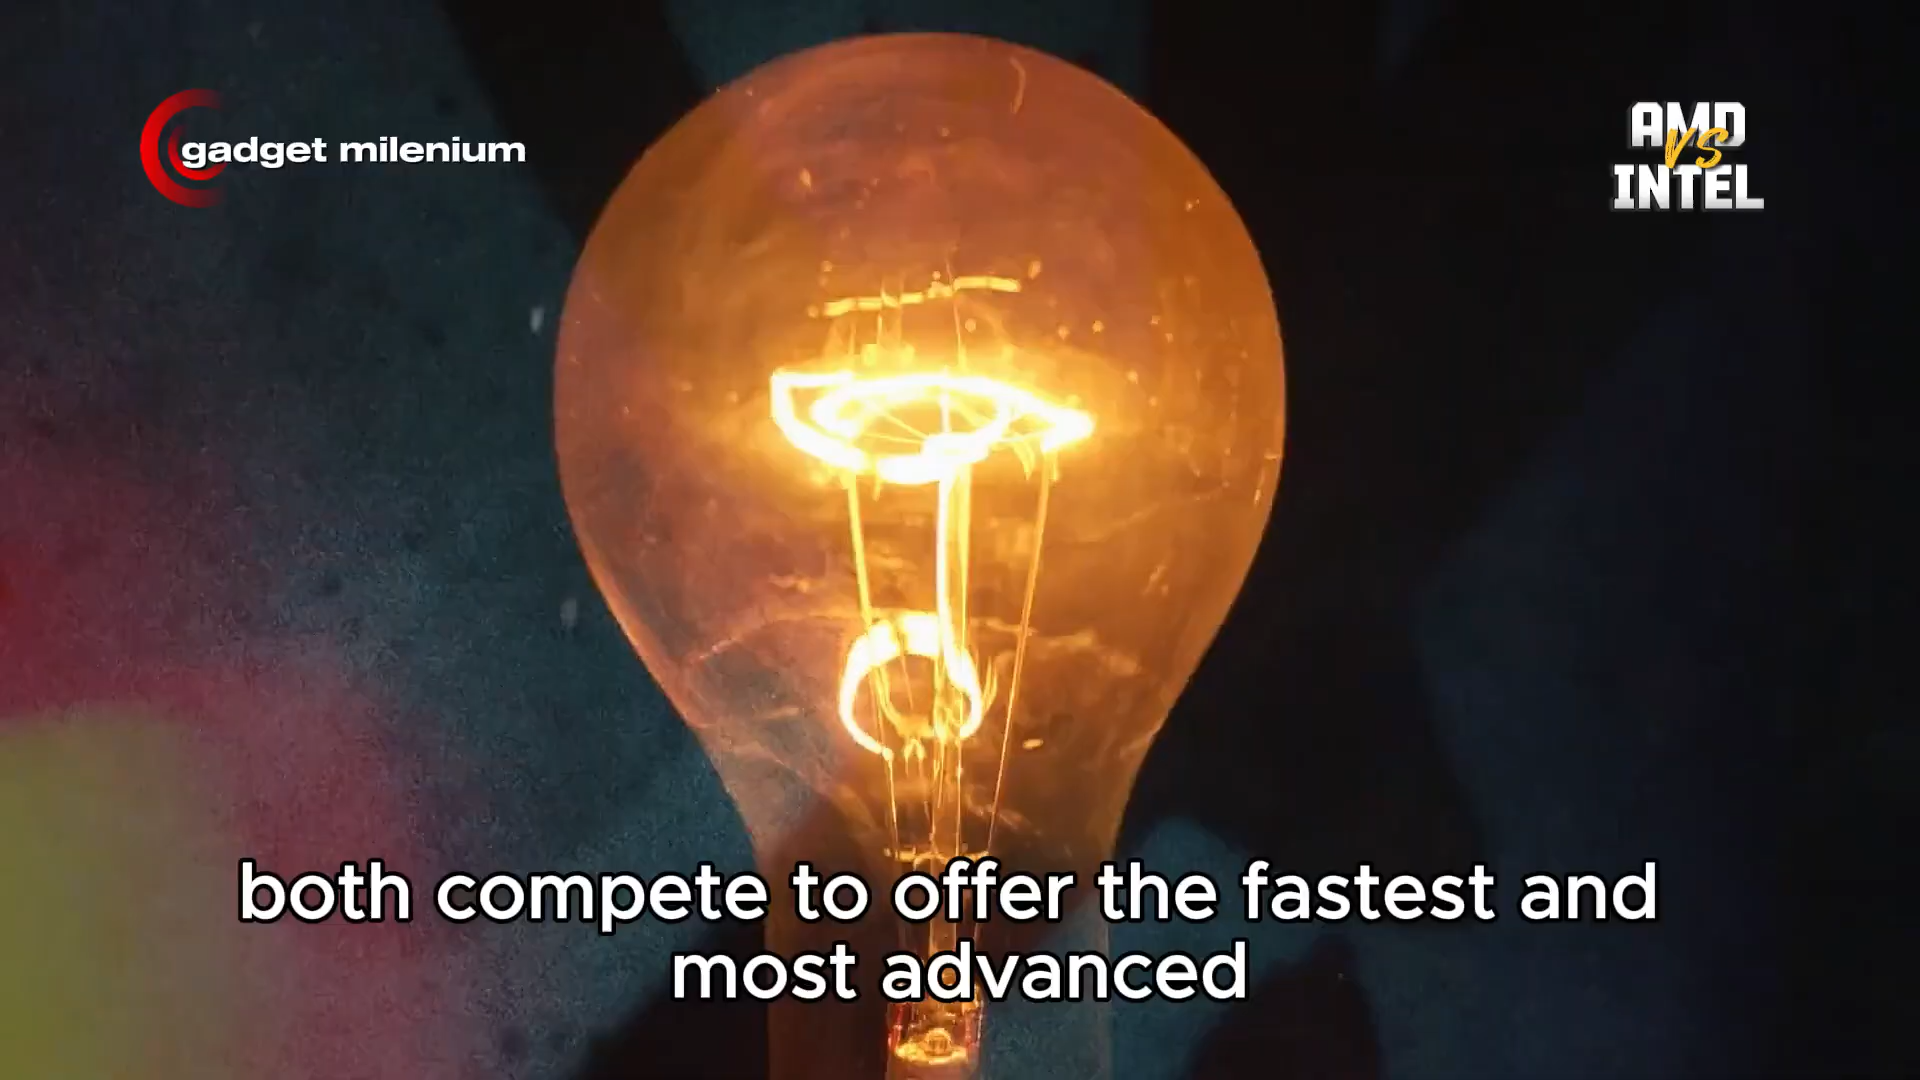 gadget milenium
AMD
VS
INTEL
both compete to offer the fastest and
most advanced